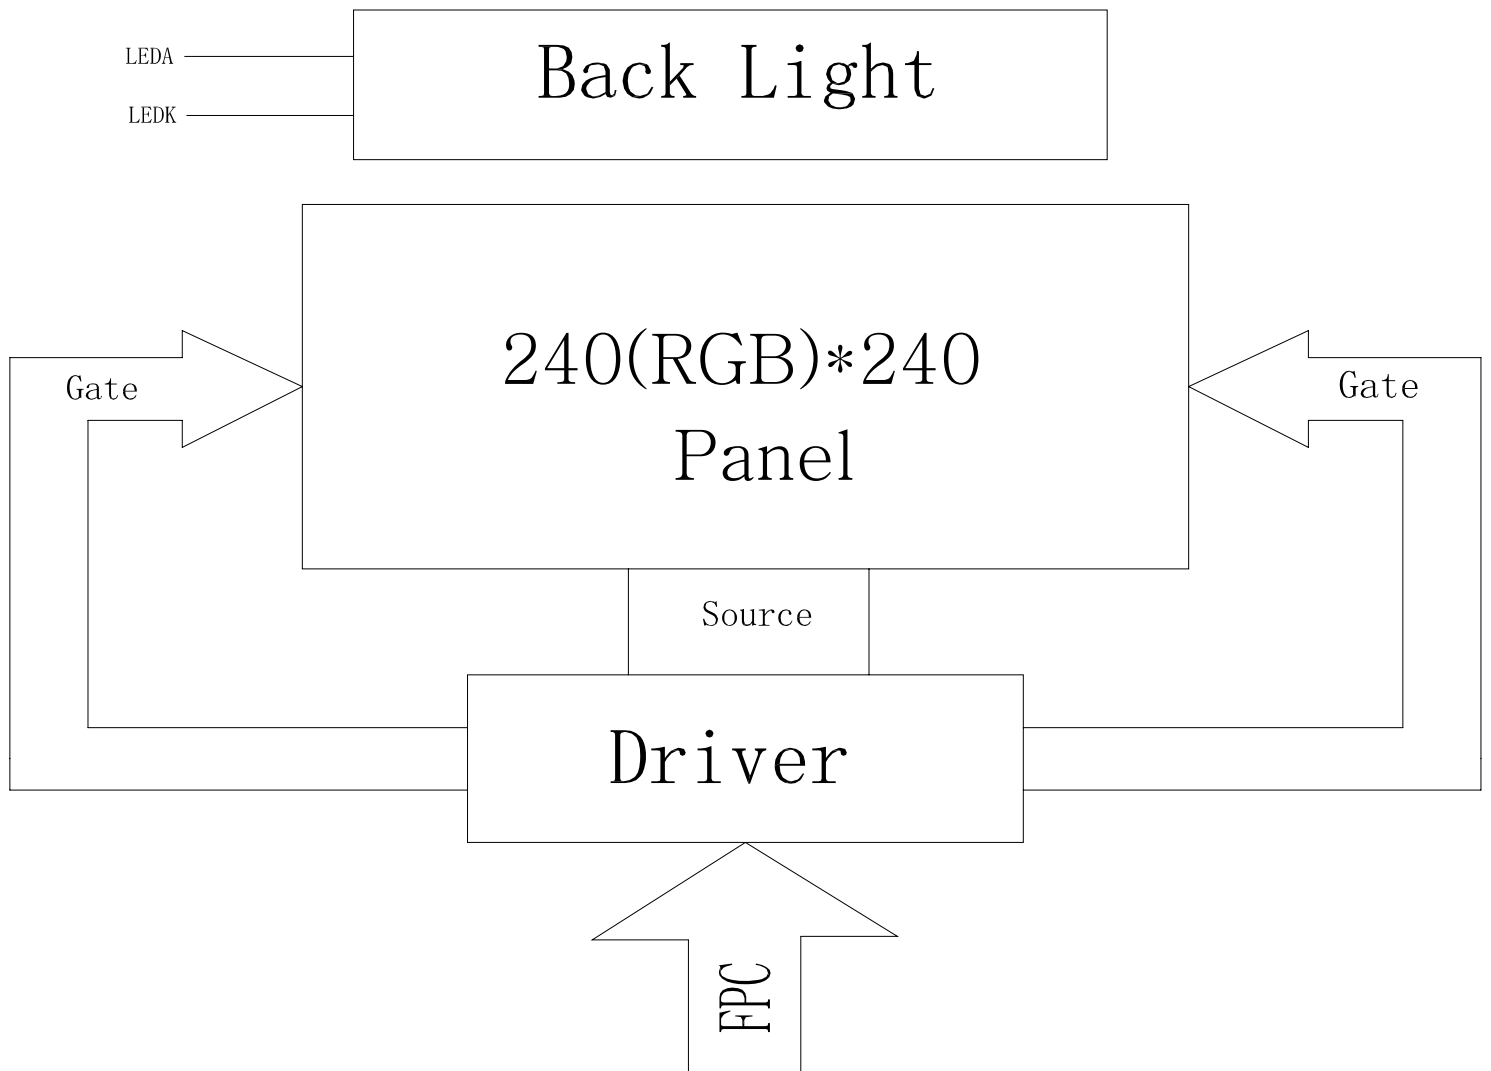 LEDA
Back Light
LEDK
240(RGB)*240
Gate
Gate
Panel
Source
Driver
FPC